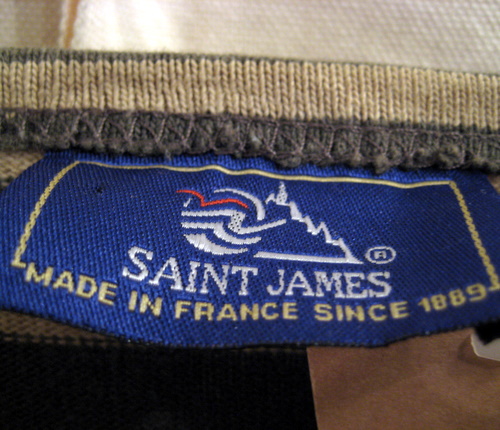 SAINT JAMES
MADE IN FRANCE SINCE 1889